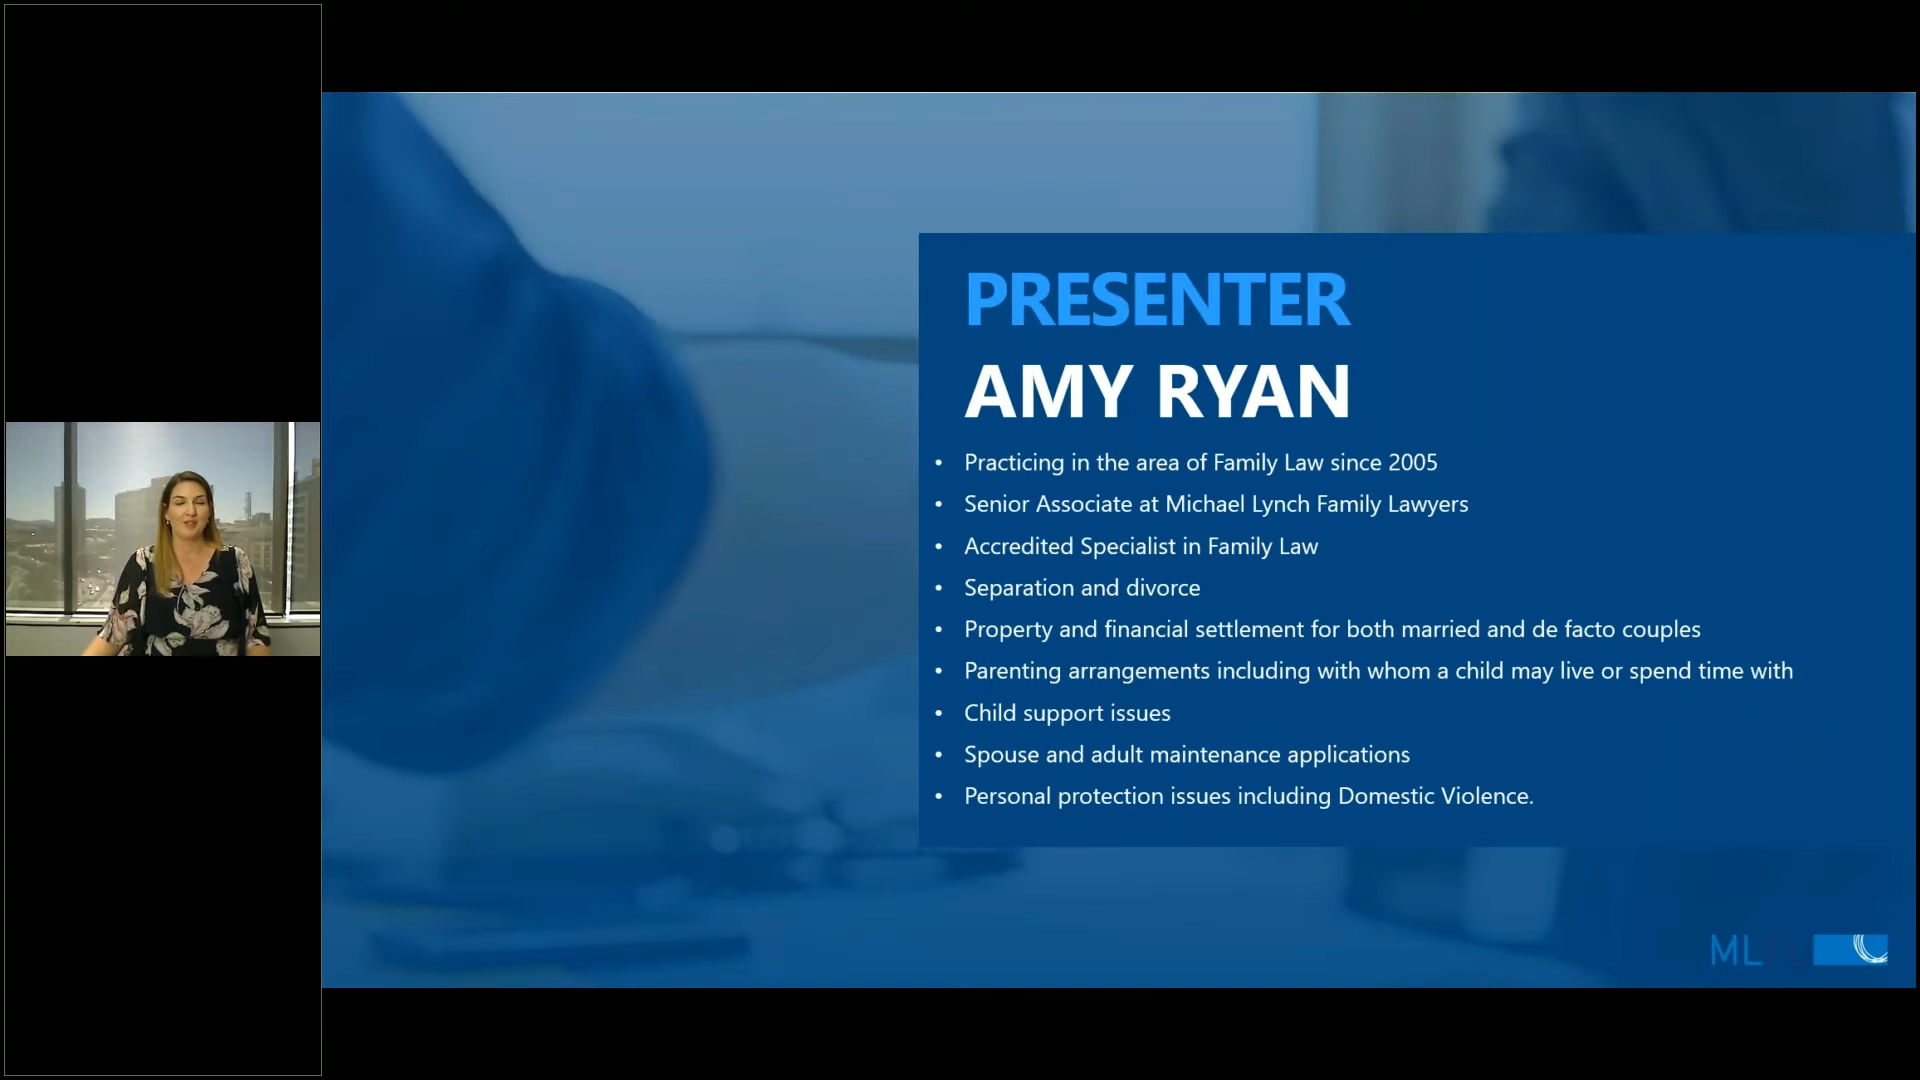 PRESENTER
AMY RYAN
• Practicing in the area of Family Law since 2005
• Senior Associate at Michael Lynch Family Lawyers
• Accredited Specialist in Family Law
• Separation and divorce
• Property and financial settlement for both married and de facto couples
• Parenting arrangements including with whom a child may live or spend time with
• Child support issues
• Spouse and adult maintenance applications
• Personal protection issues including Domestic Violence.
ML